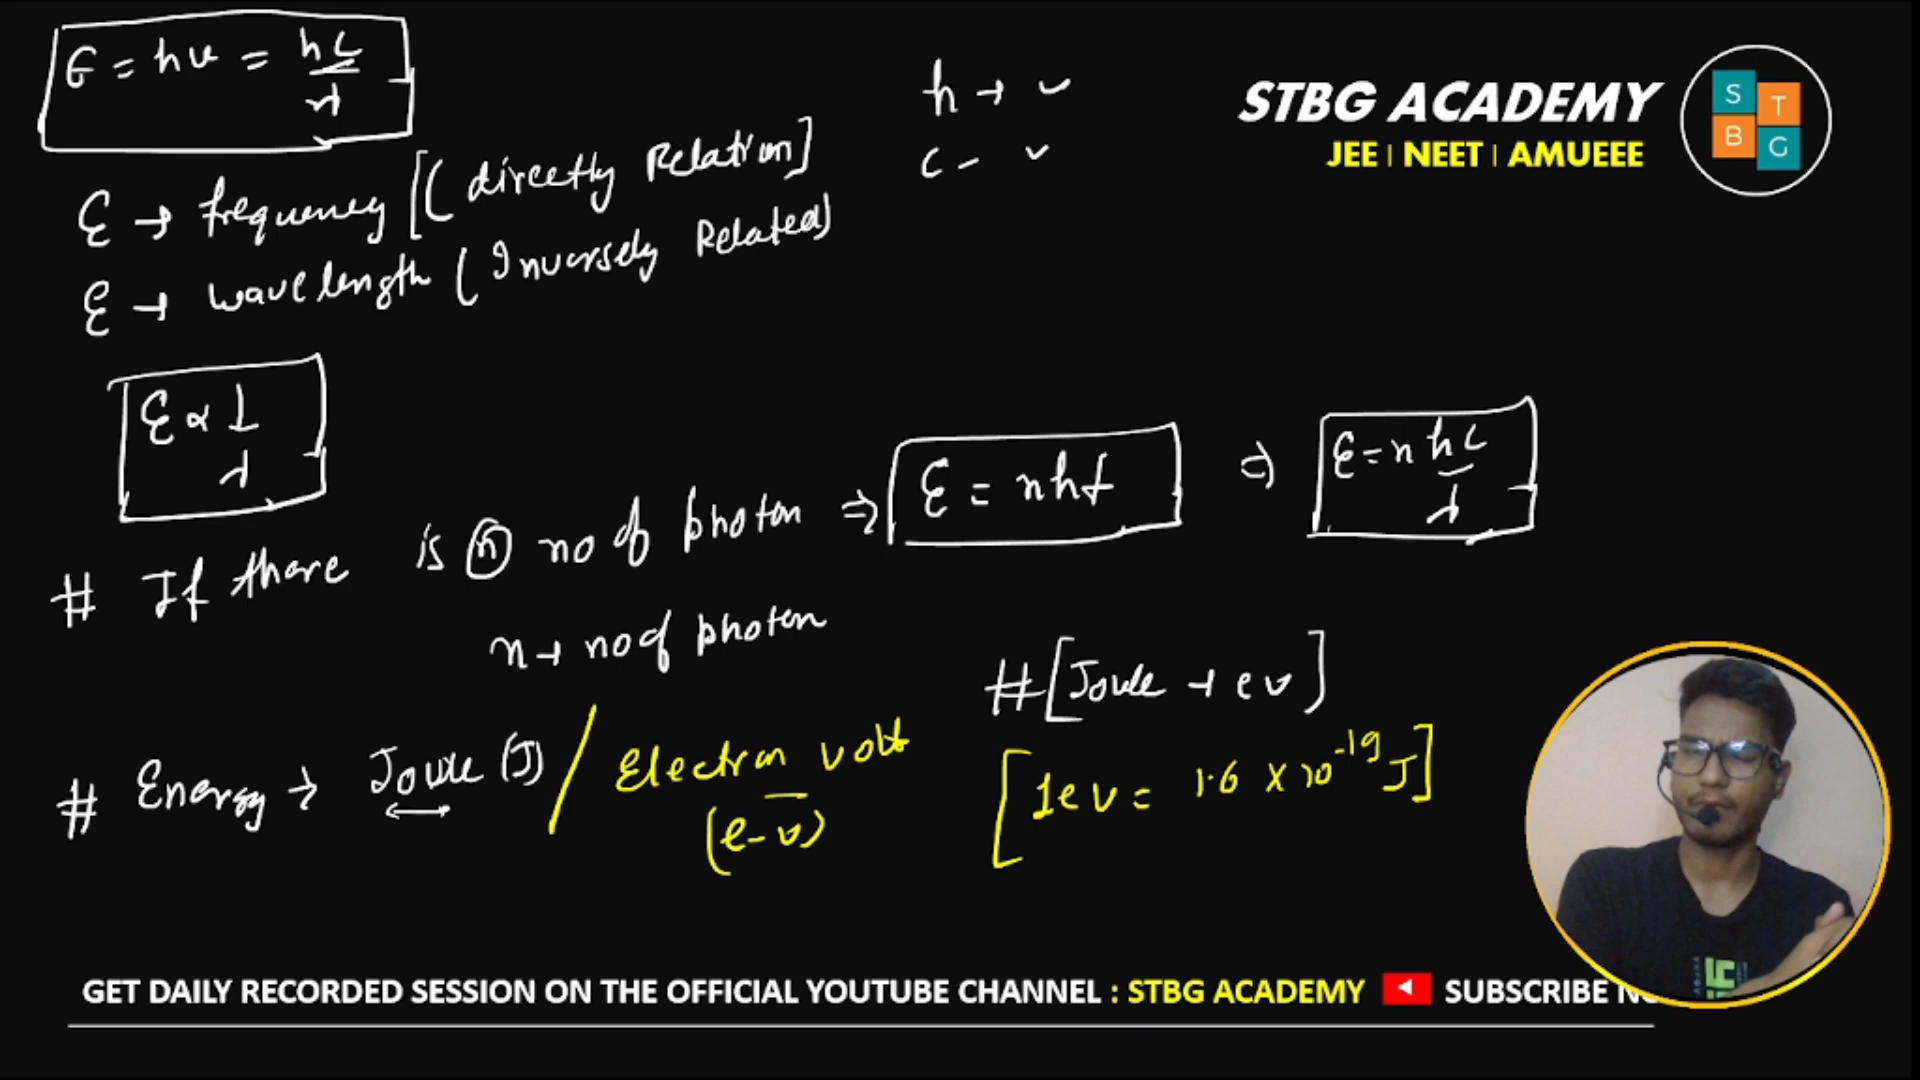 E = hν = hc/λ
h → ✓
c - ✓
STBG ACADEMY
JEE | NEET | AMUEEE
S T B G
E → frequency [( directly Relation]
E → wavelength ( Inversely Related)
E ∝ 1/λ
# If there is n no of photon ⇒ E = nhf ⇒ E = nhc/λ
n → no of photon
# [Joule → ev]
# Energy → Joule (J) / Electron volt
(e-v)
[1ev = 1.6 × 10^-19 J]
GET DAILY RECORDED SESSION ON THE OFFICIAL YOUTUBE CHANNEL : STBG ACADEMY SUBSCRIBE